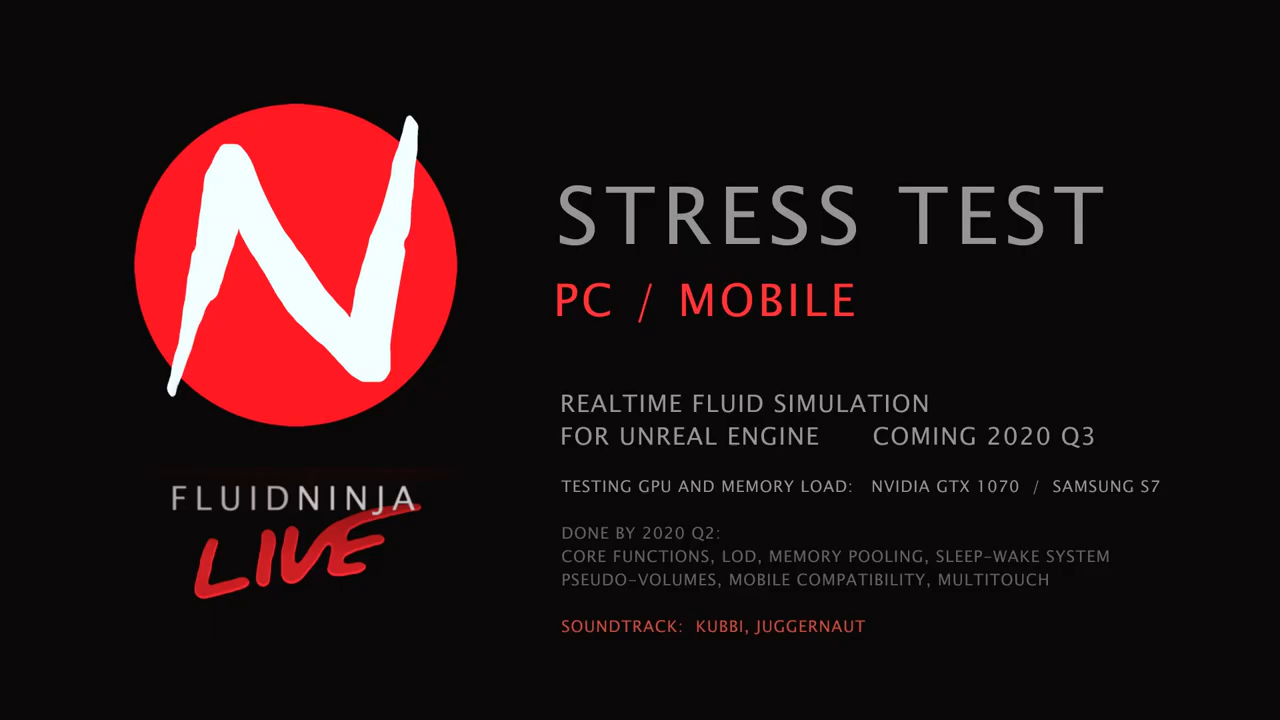 N
FLUIDNINJA
LIVE
STRESS TEST
PC / MOBILE
REALTIME FLUID SIMULATION
FOR UNREAL ENGINE COMING 2020 Q3
TESTING GPU AND MEMORY LOAD: NVIDIA GTX 1070 / SAMSUNG S7
DONE BY 2020 Q2:
CORE FUNCTIONS, LOD, MEMORY POOLING, SLEEP-WAKE SYSTEM
PSEUDO-VOLUMES, MOBILE COMPATIBILITY, MULTITOUCH
SOUNDTRACK: KUBBI, JUGGERNAUT